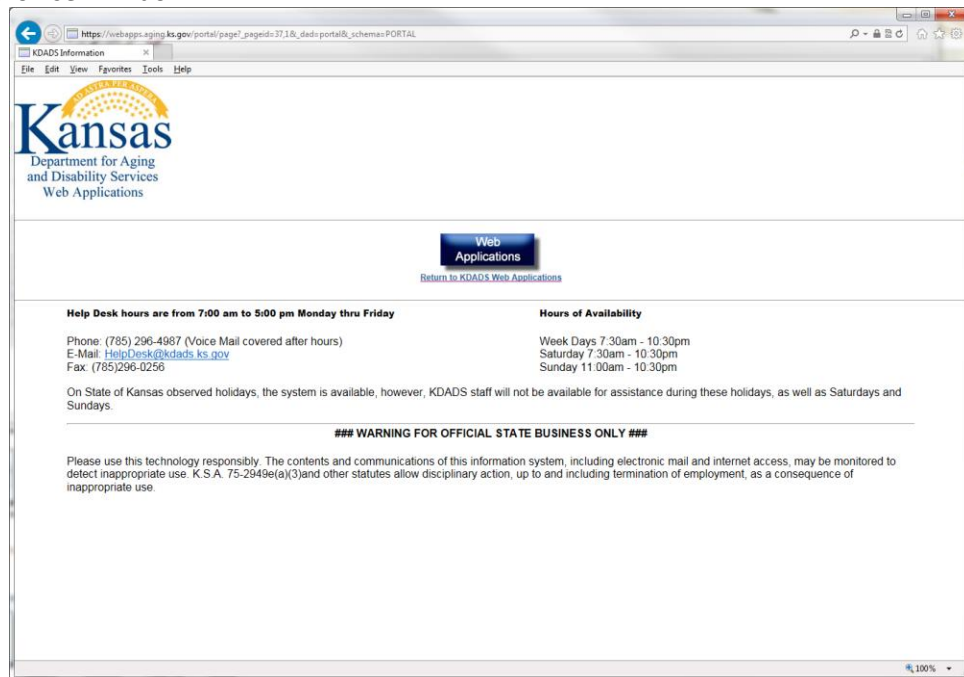 https://webapps.aging.ks.gov/portal/page?_pageid=37,1&_dad=portal&_schema=PORTAL
KDADS Information
File Edit View Favorites Tools Help
AD ASTRA PER ASPERA
Kansas
Department for Aging
and Disability Services
Web Applications
Web
Applications
Return to KDADS Web Applications
Help Desk hours are from 7:00 am to 5:00 pm Monday thru Friday
Phone: (785) 296-4987 (Voice Mail covered after hours)
E-Mail: HelpDesk@kdads.ks.gov
Fax: (785)296-0256
Hours of Availability
Week Days 7:30am - 10:30pm
Saturday 7:30am - 10:30pm
Sunday 11:00am - 10:30pm
On State of Kansas observed holidays, the system is available, however, KDADS staff will not be available for assistance during these holidays, as well as Saturdays and
Sundays.
### WARNING FOR OFFICIAL STATE BUSINESS ONLY ###
Please use this technology responsibly. The contents and communications of this information system, including electronic mail and internet access, may be monitored to
detect inappropriate use. K.S.A. 75-2949e(a)(3)and other statutes allow disciplinary action, up to and including termination of employment, as a consequence of
inappropriate use.
100%